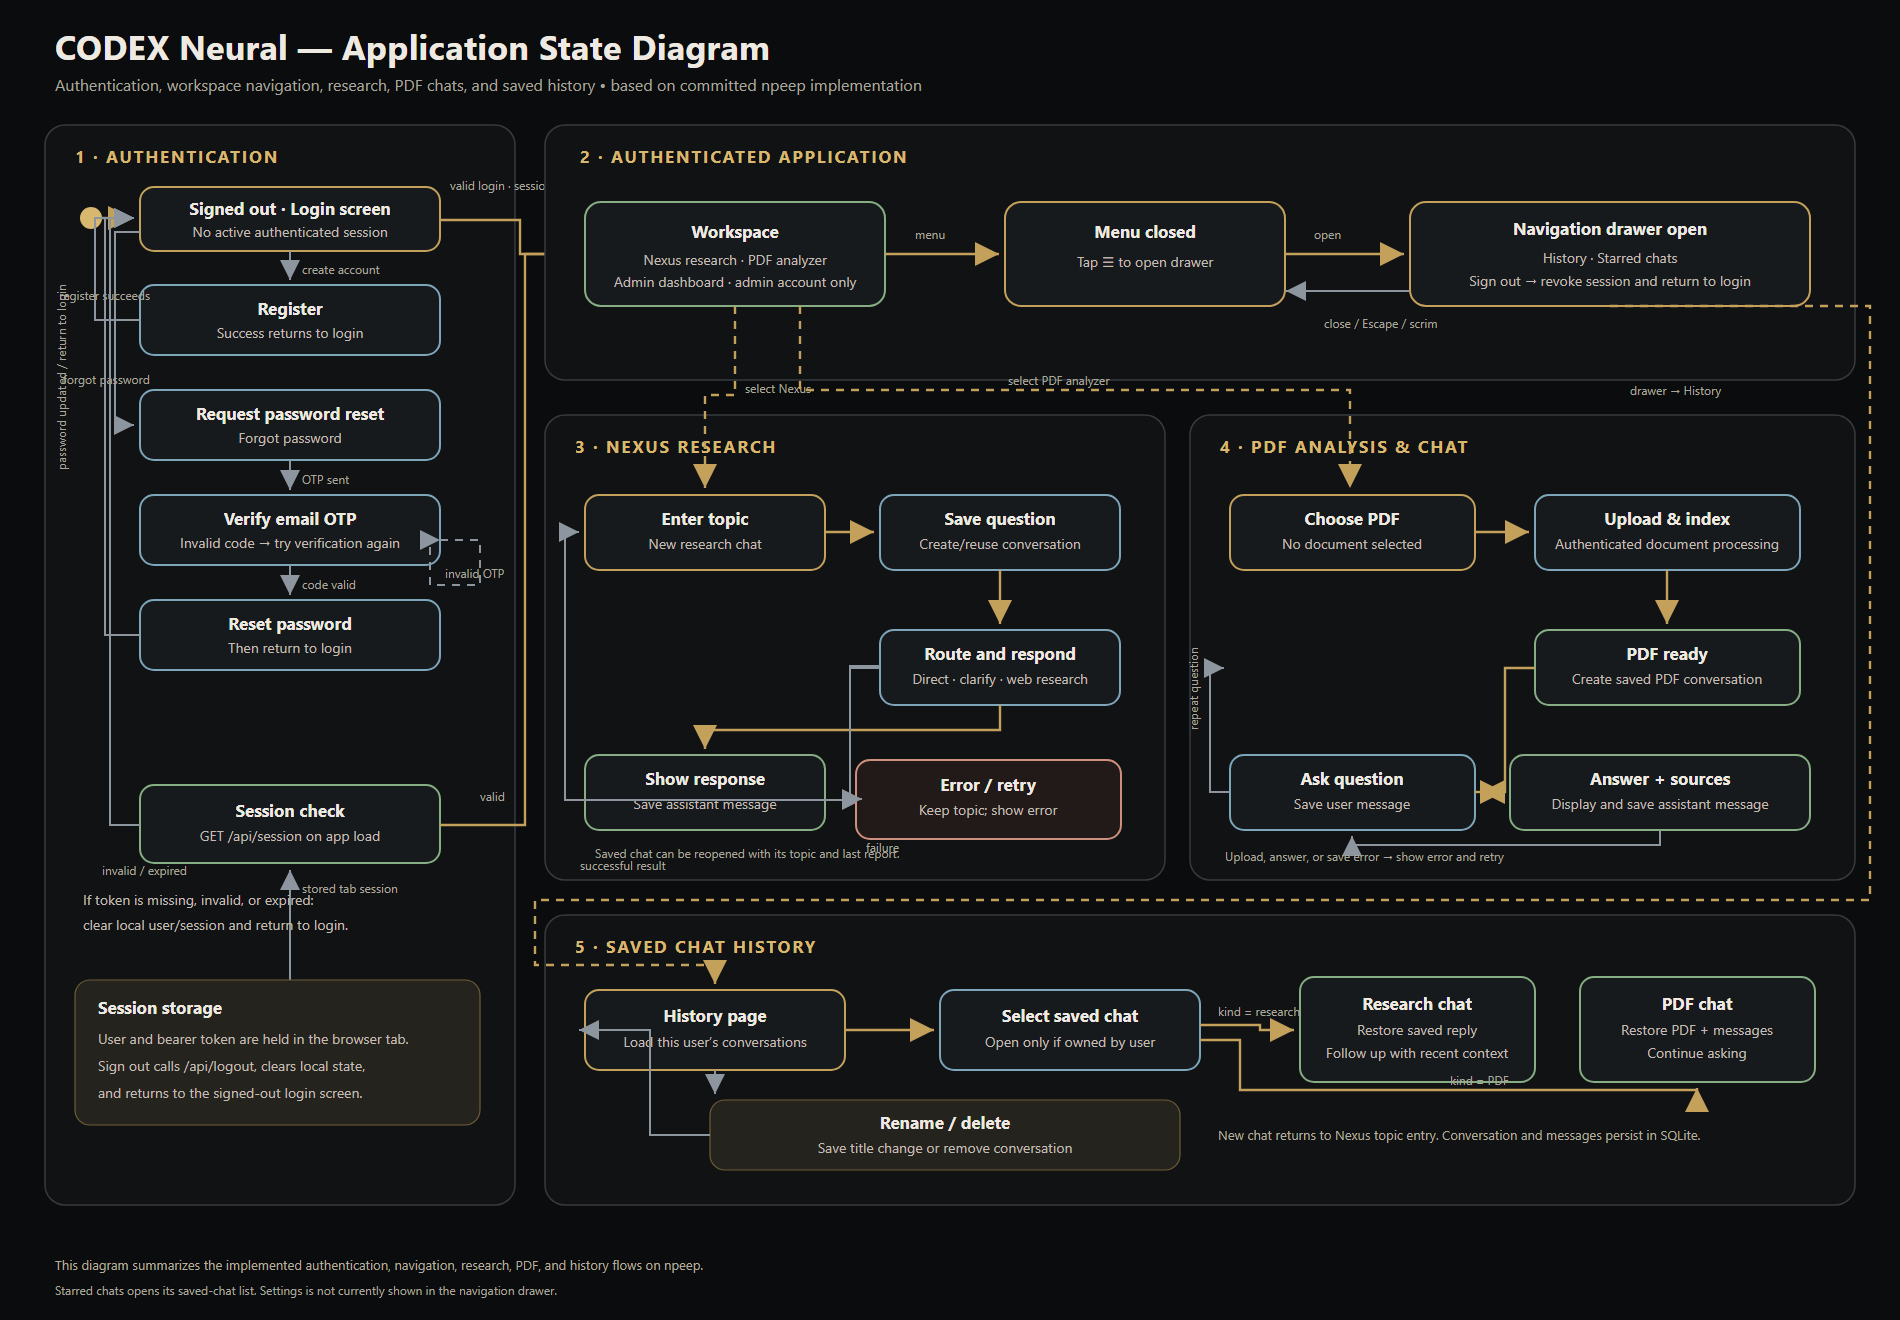 CODEX Neural — Application State Diagram
Authentication, workspace navigation, research, PDF chats, and saved history • based on committed npeep implementation
1 · AUTHENTICATION
valid login · sessio
Signed out · Login screen
No active authenticated session
create account
register succeeds
Register
Success returns to login
password updated / return to login
forgot password
Request password reset
Forgot password
OTP sent
Verify email OTP
Invalid code → try verification again
invalid OTP
code valid
Reset password
Then return to login
valid
Session check
GET /api/session on app load
invalid / expired
stored tab session
If token is missing, invalid, or expired:
clear local user/session and return to login.
Session storage
User and bearer token are held in the browser tab.
Sign out calls /api/logout, clears local state,
and returns to the signed-out login screen.
2 · AUTHENTICATED APPLICATION
Workspace
Nexus research · PDF analyzer
Admin dashboard · admin account only
menu
Menu closed
Tap ☰ to open drawer
open
Navigation drawer open
History · Starred chats
Sign out → revoke session and return to login
close / Escape / scrim
select Nexus
select PDF analyzer
drawer → History
3 · NEXUS RESEARCH
Enter topic
New research chat
Save question
Create/reuse conversation
Route and respond
Direct · clarify · web research
Show response
Save assistant message
Error / retry
Keep topic; show error
failure
Saved chat can be reopened with its topic and last report.
successful result
4 · PDF ANALYSIS & CHAT
Choose PDF
No document selected
Upload & index
Authenticated document processing
PDF ready
Create saved PDF conversation
repeat question
Ask question
Save user message
Answer + sources
Display and save assistant message
Upload, answer, or save error → show error and retry
5 · SAVED CHAT HISTORY
History page
Load this user's conversations
Select saved chat
Open only if owned by user
kind = research
Research chat
Restore saved reply
Follow up with recent context
PDF chat
Restore PDF + messages
Continue asking
kind = PDF
Rename / delete
Save title change or remove conversation
New chat returns to Nexus topic entry. Conversation and messages persist in SQLite.
This diagram summarizes the implemented authentication, navigation, research, PDF, and history flows on npeep.
Starred chats opens its saved-chat list. Settings is not currently shown in the navigation drawer.